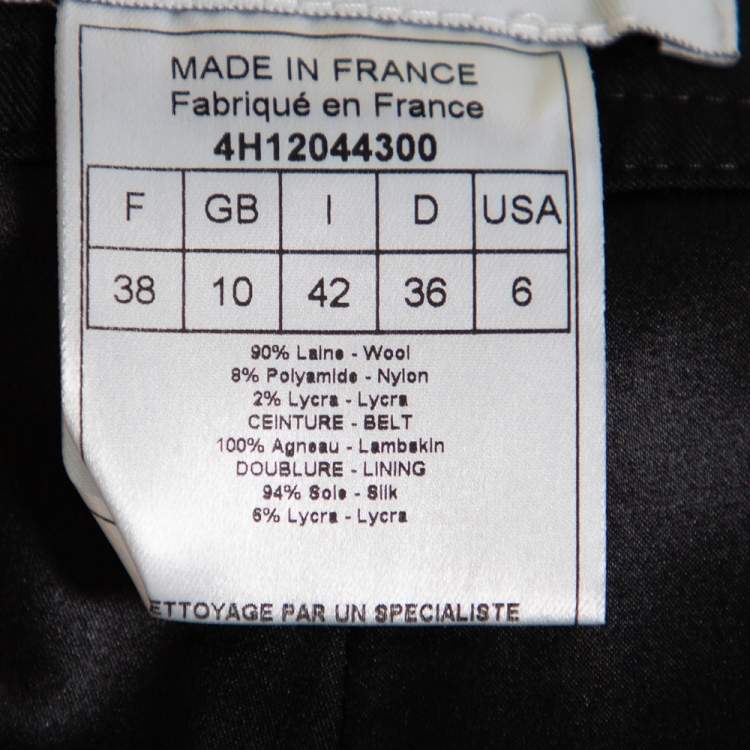 MADE IN FRANCE
Fabriqué en France
4H12044300
F GB I D USA
38 10 42 36 6
90% Laine - Wool
8% Polyamide - Nylon
2% Lycra - Lycra
CEINTURE - BELT
100% Agneau - Lambskin
DOUBLURE - LINING
94% Soie - Silk
6% Lycra - Lycra
ETTOYAGE PAR UN SPECIALISTE